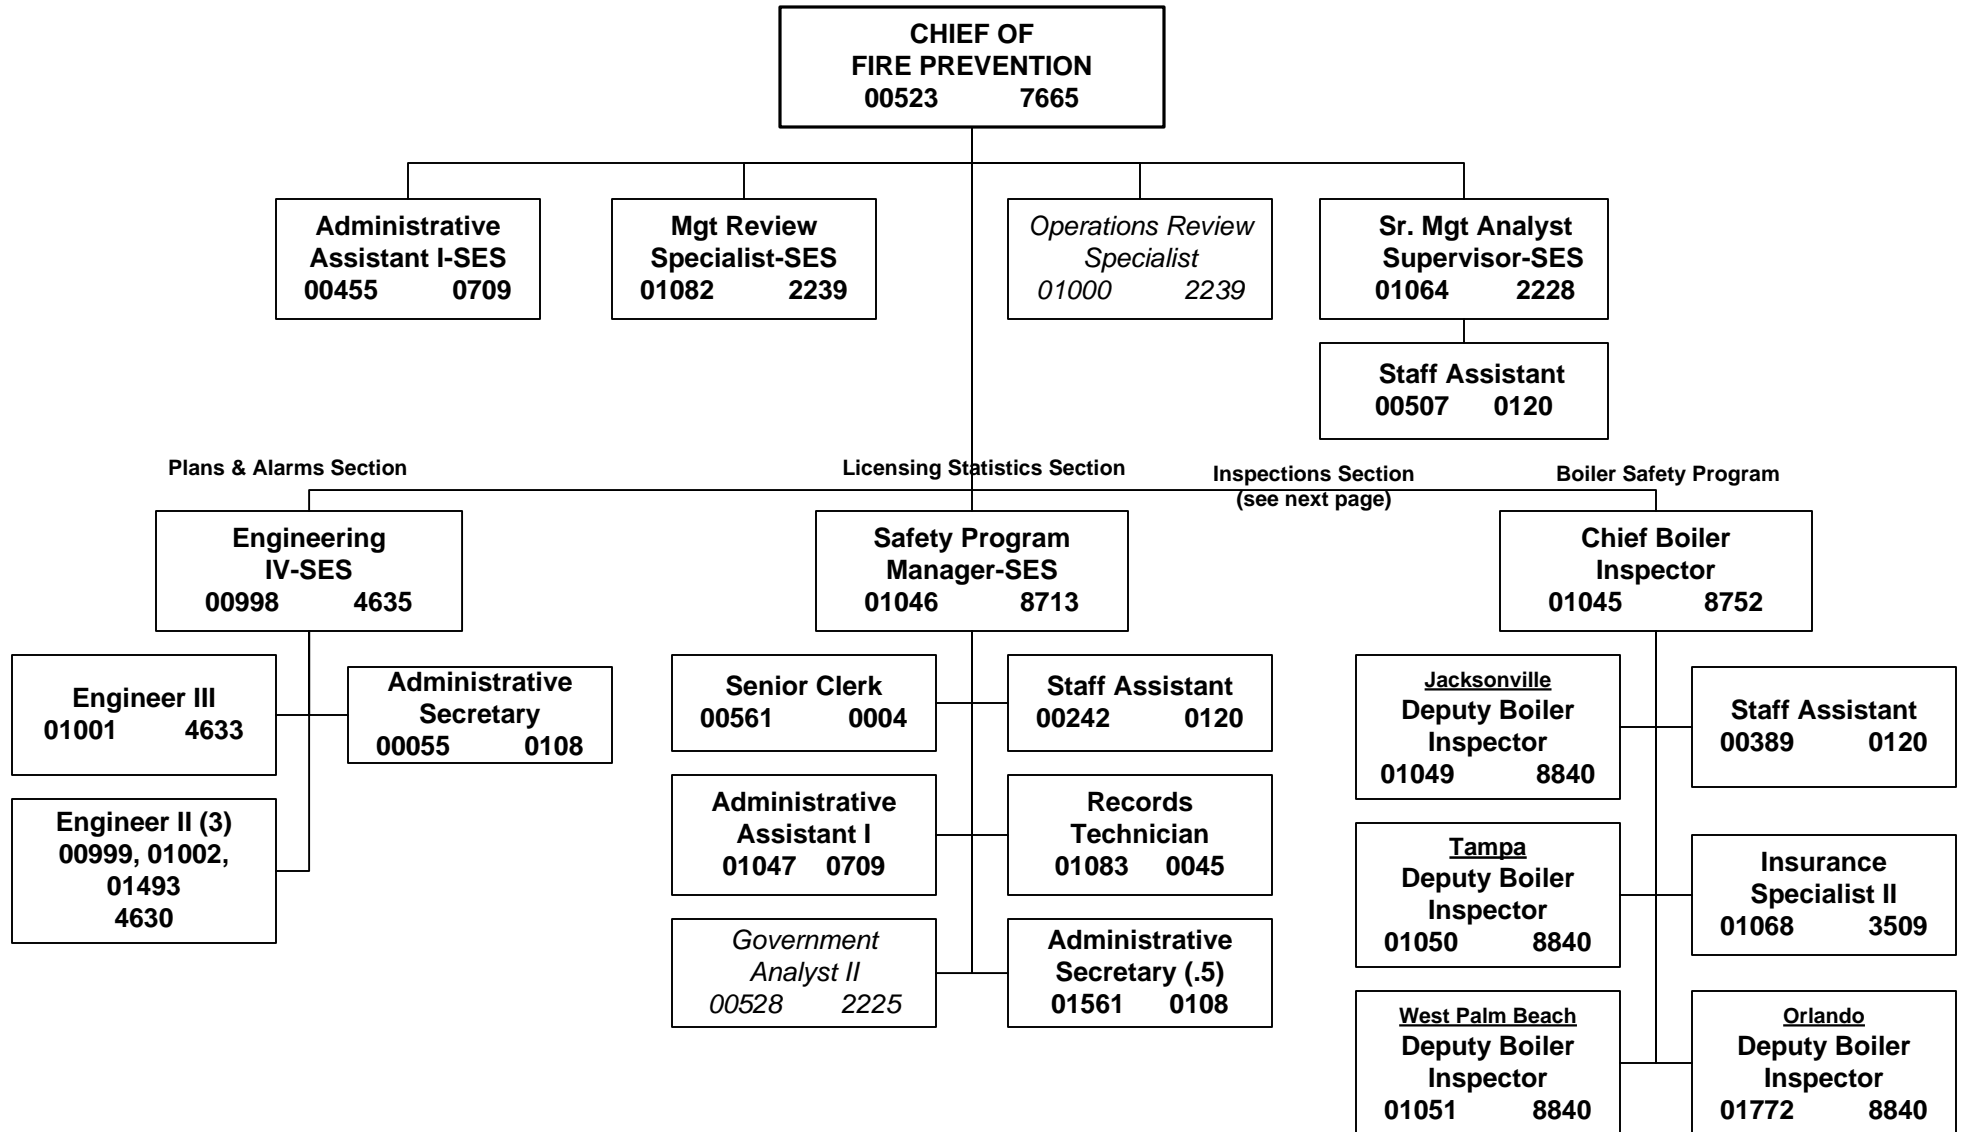 CHIEF OF
FIRE PREVENTION
00523 7665
Administrative
Assistant I-SES
00455 0709
Mgt Review
Specialist-SES
01082 2239
Operations Review
Specialist
01000 2239
Sr. Mgt Analyst
Supervisor-SES
01064 2228
Staff Assistant
00507 0120
Plans & Alarms Section
Licensing Statistics Section
Inspections Section
(see next page)
Boiler Safety Program
Engineering
IV-SES
00998 4635
Safety Program
Manager-SES
01046 8713
Chief Boiler
Inspector
01045 8752
Engineer III
01001 4633
Administrative
Secretary
00055 0108
Engineer II (3)
00999, 01002,
01493
4630
Senior Clerk
00561 0004
Staff Assistant
00242 0120
Administrative
Assistant I
01047 0709
Records
Technician
01083 0045
Government
Analyst II
00528 2225
Administrative
Secretary (.5)
01561 0108
Jacksonville
Deputy Boiler
Inspector
01049 8840
Staff Assistant
00389 0120
Tampa
Deputy Boiler
Inspector
01050 8840
Insurance
Specialist II
01068 3509
West Palm Beach
Deputy Boiler
Inspector
01051 8840
Orlando
Deputy Boiler
Inspector
01772 8840